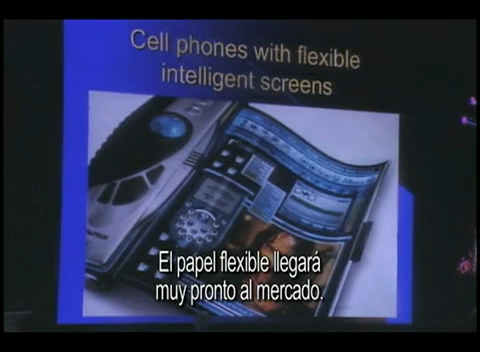 Cell phones with flexible
intelligent screens
El papel flexible llegará
muy pronto al mercado.